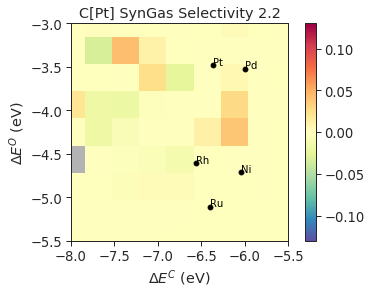 C[Pt] SynGas Selectivity 2.2
−3.0
−3.5
−4.0
−4.5
−5.0
−5.5
ΔE^O (eV)
Pt
Pd
Rh
Ni
Ru
−8.0 −7.5 −7.0 −6.5 −6.0 −5.5
ΔE^C (eV)
0.10
0.05
0.00
−0.05
−0.10